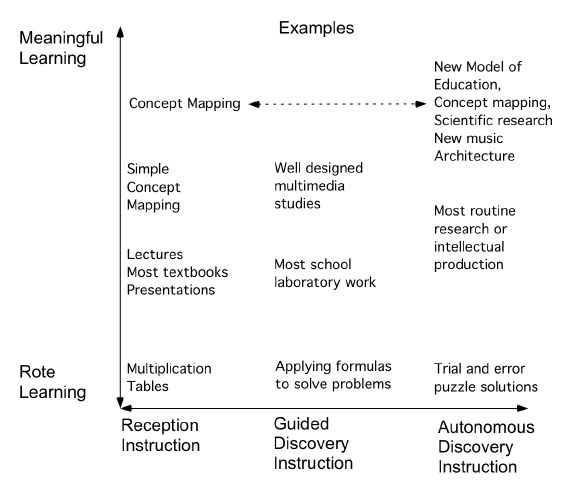 Examples
Meaningful
Learning
Concept Mapping
New Model of
Education,
Concept mapping,
Scientific research
New music
Architecture
Simple
Concept
Mapping
Well designed
multimedia
studies
Most routine
research or
intellectual
production
Lectures
Most textbooks
Presentations
Most school
laboratory work
Rote
Learning
Multiplication
Tables
Applying formulas
to solve problems
Trial and error
puzzle solutions
Reception
Instruction
Guided
Discovery
Instruction
Autonomous
Discovery
Instruction